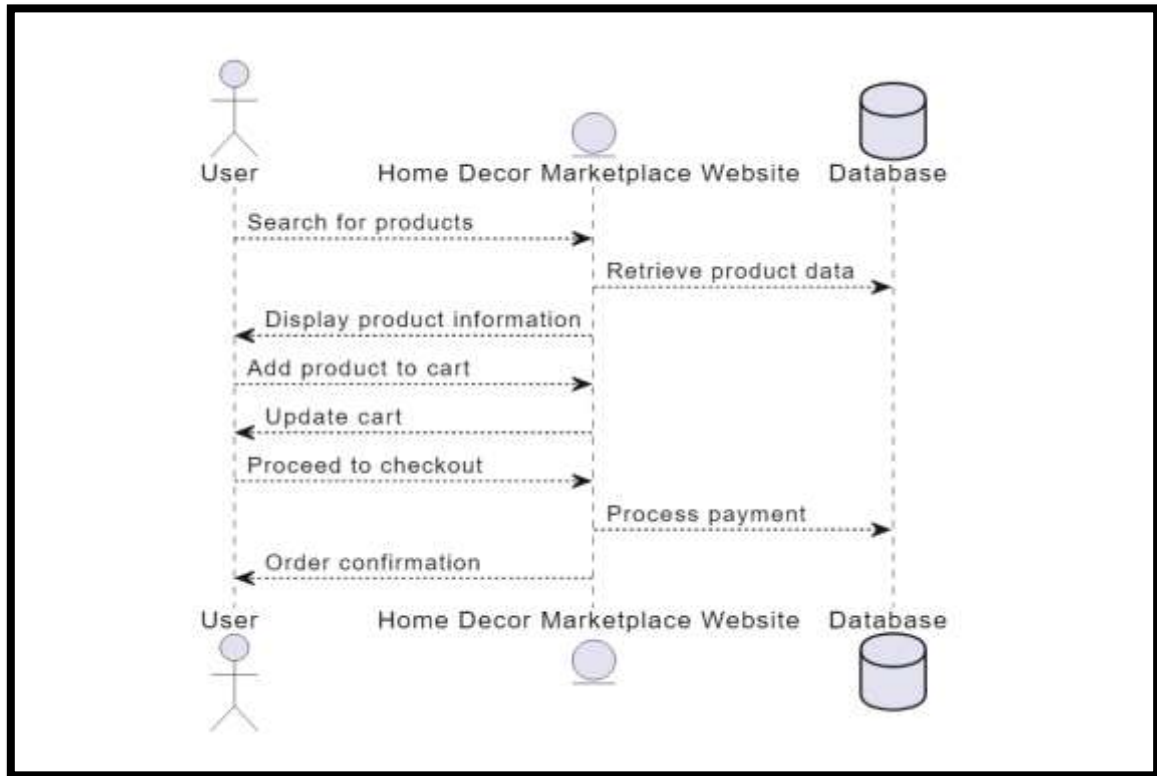 User
Home Decor Marketplace Website
Database
Search for products
Retrieve product data
Display product information
Add product to cart
Update cart
Proceed to checkout
Process payment
Order confirmation
User
Home Decor Marketplace Website
Database